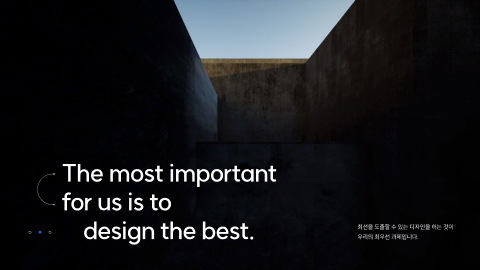 The most important
for us is to
design the best.
최선을 도출할 수 있는 디자인을 하는 것이
우리의 최우선 과제입니다.